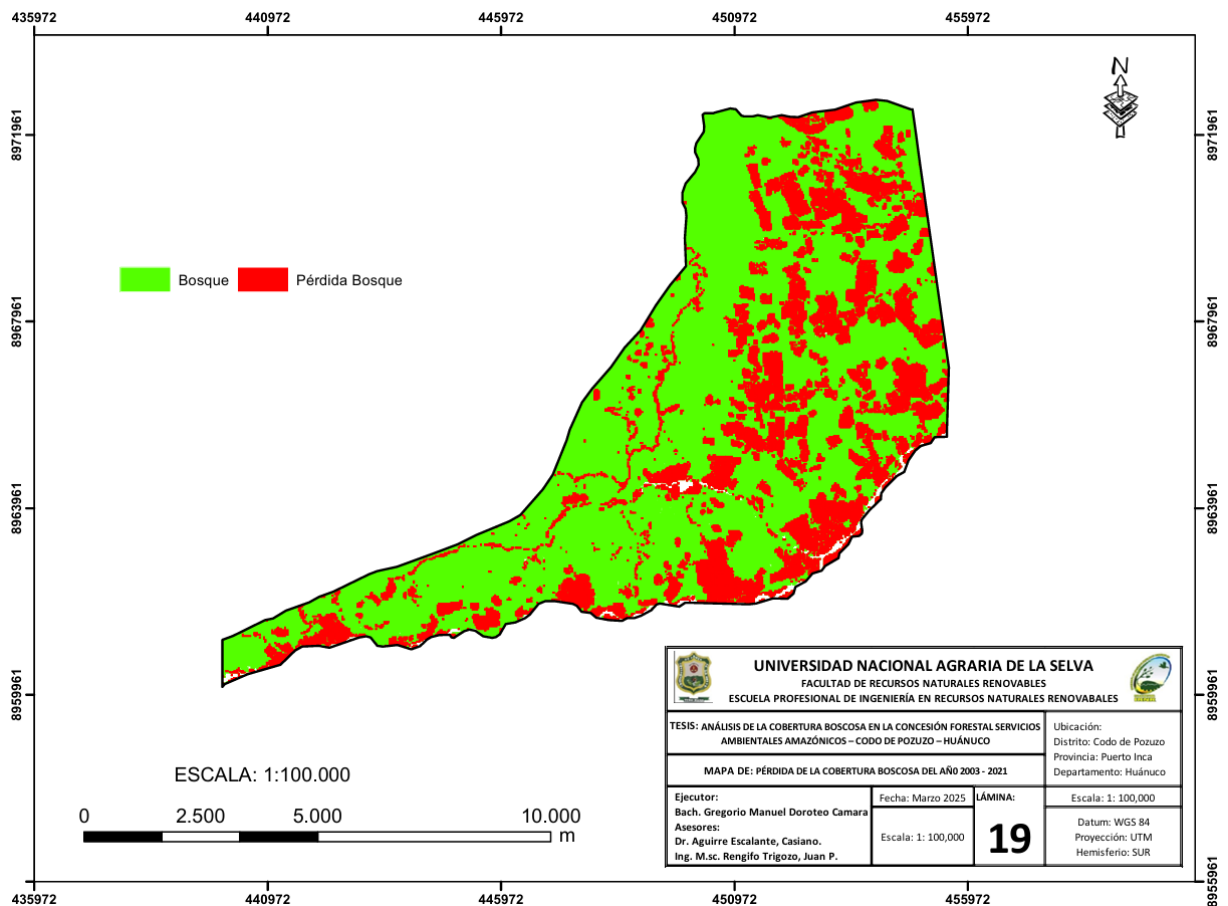 435972 440972 445972 450972 455972
8971961 8971961
8967961 8967961
8963961 8963961
8959961 8959961
8955961
435972 440972 445972 450972 455972
N
Bosque Pérdida Bosque
ESCALA: 1:100.000
0 2.500 5.000 10.000
m
UNIVERSIDAD NACIONAL AGRARIA DE LA SELVA
FACULTAD DE RECURSOS NATURALES RENOVABLES
ESCUELA PROFESIONAL DE INGENIERÍA EN RECURSOS NATURALES RENOVABALES
TESIS: ANÁLISIS DE LA COBERTURA BOSCOSA EN LA CONCESIÓN FORESTAL SERVICIOS
AMBIENTALES AMAZÓNICOS – CODO DE POZUZO – HUÁNUCO
Ubicación:
Distrito: Codo de Pozuzo
Provincia: Puerto Inca
Departamento: Huánuco
MAPA DE: PÉRDIDA DE LA COBERTURA BOSCOSA DEL AÑO 2003 - 2021
Ejecutor:
Bach. Gregorio Manuel Doroteo Camara
Asesores:
Dr. Aguirre Escalante, Casiano.
Ing. M.sc. Rengifo Trigozo, Juan P.
Fecha: Marzo 2025
Escala: 1: 100,000
LÁMINA:
19
Escala: 1: 100,000
Datum: WGS 84
Proyección: UTM
Hemisferio: SUR